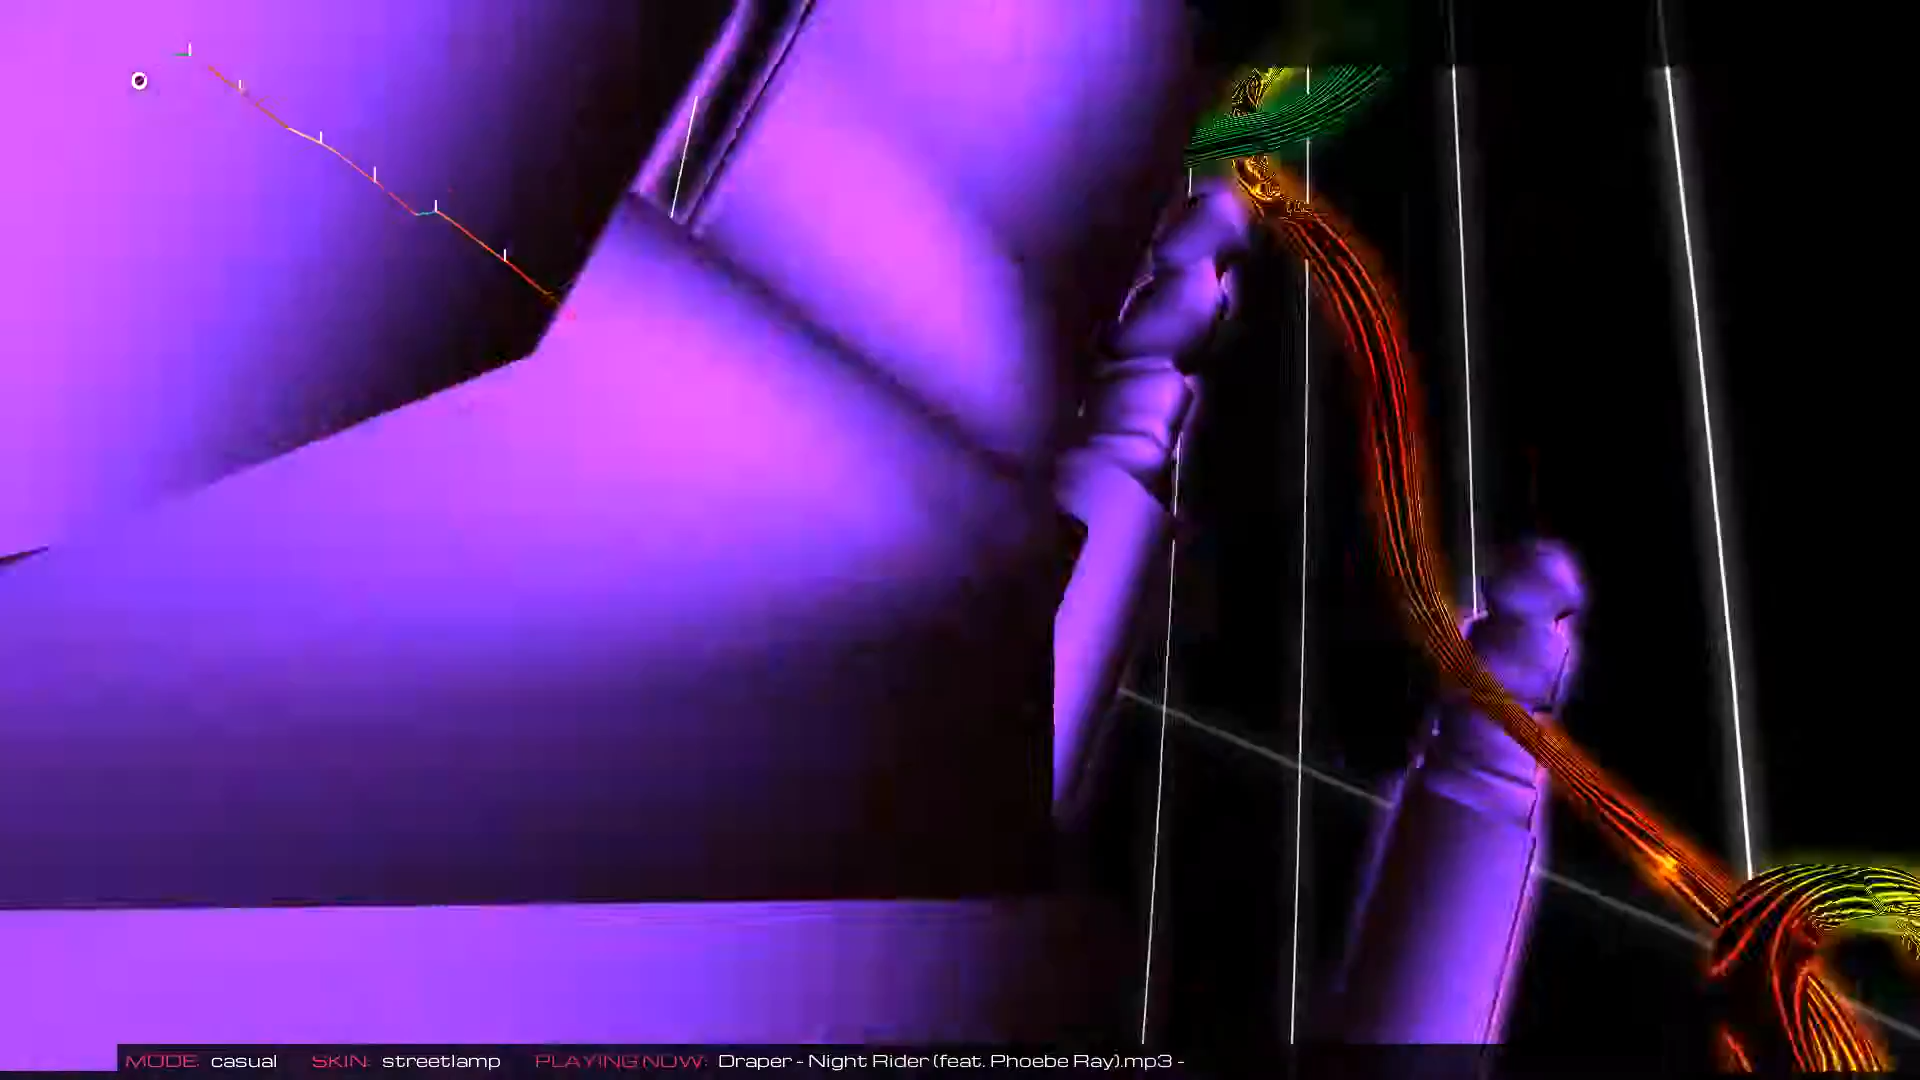 MODE: casual SKIN: streetlamp PLAYING NOW: Draper - Night Rider (feat. Phoebe Ray).mp3 -